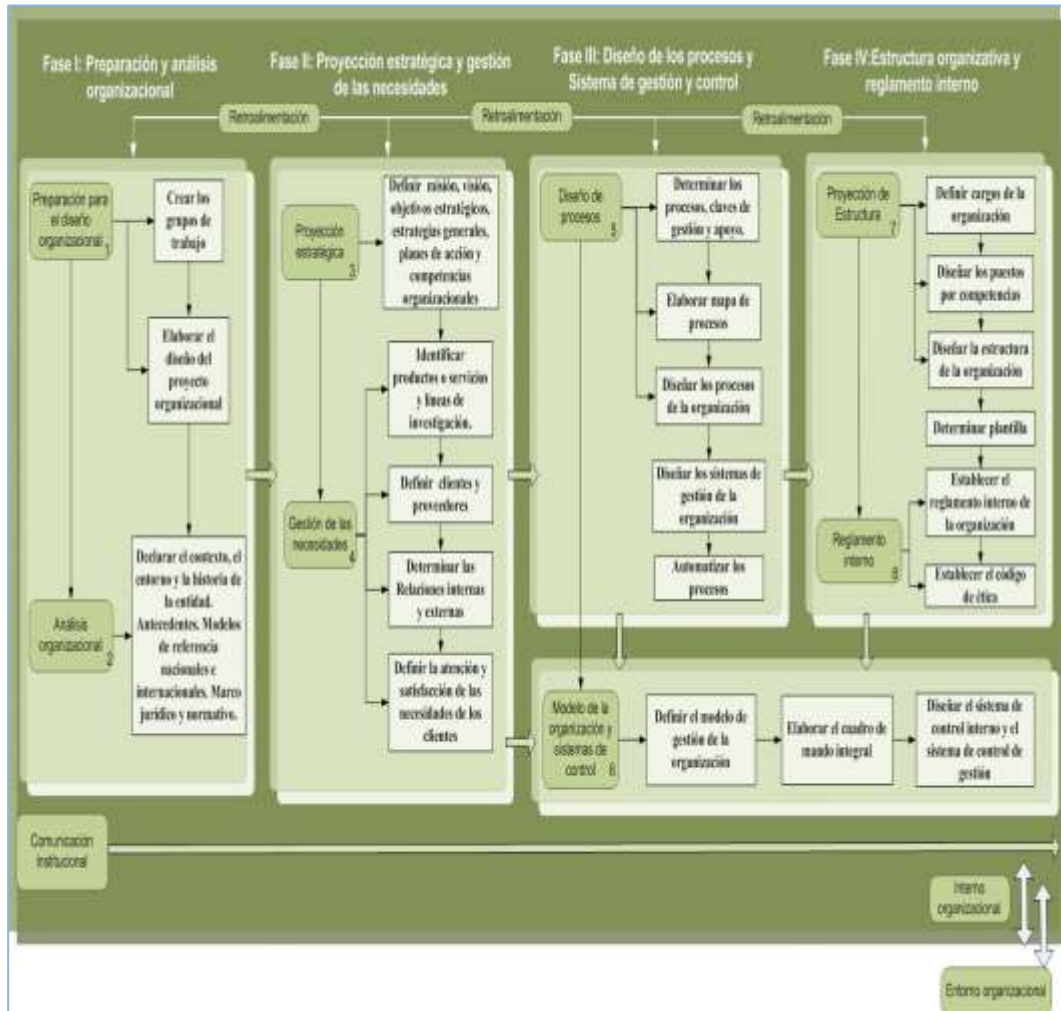 Fase I: Preparación y análisis
organizacional
Fase II: Proyección estratégica y gestión
de las necesidades
Fase III: Diseño de los procesos y
Sistema de gestión y control
Fase IV:Estructura organizativa y
reglamento interno
Retroalimentación
Retroalimentación
Retroalimentación
Preparación para
el diseño
organizacional
1
Crear los
grupos de
trabajo
Elaborar el
diseño del
proyecto
organizacional
Análisis
organizacional
2
Declarar el contexto, el
entorno y la historia de
la entidad.
Antecedentes. Modelos
de referencia
nacionales e
internacionales. Marco
jurídico y normativo.
Proyección
estratégica
3
Definir misión, visión,
objetivos estratégicos,
estrategias generales,
planes de acción y
competencias
organizacionales
Identificar
productos o servicios
y líneas de
investigación.
Gestión de las
necesidades
4
Definir clientes y
proveedores
Determinar las
Relaciones internas
y externas
Definir la atención y
satisfacción de las
necesidades de los
clientes
Diseño de
procesos
5
Determinar los
procesos, claves de
gestión y apoyo.
Elaborar mapa de
procesos
Diseñar los procesos
de la organización
Diseñar los sistemas de
gestión de la
organización
Automatizar los
procesos
Proyección de
Estructura
7
Definir cargos de la
organización
Diseñar los puestos
por competencias
Diseñar la estructura
de la organización
Determinar plantilla
Reglamento
interno
8
Establecer el
reglamento interno de
la organización
Establecer el código
de ética
Modelo de la
organización y
sistemas de
control
6
Definir el modelo de
gestión de la
organización
Elaborar el cuadro de
mando integral
Diseñar el sistema de
control interno y el
sistema de control de
gestión
Comunicación
institucional
Interno
organizacional
Entorno organizacional